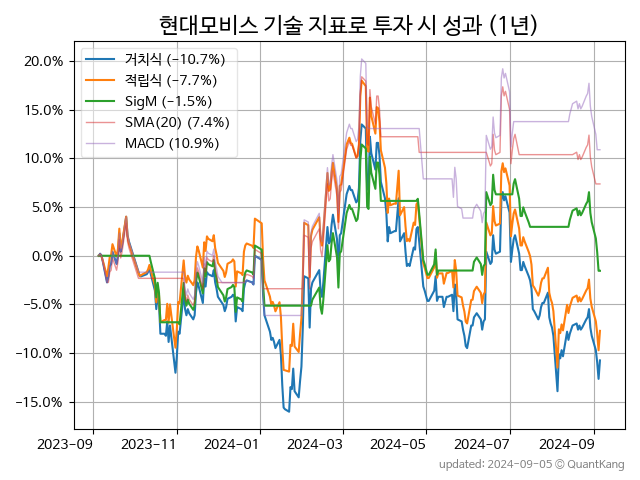 현대모비스 기술 지표로 투자 시 성과 (1년)
거치식 (−10.7%)
적립식 (−7.7%)
SigM (−1.5%)
SMA(20) (7.4%)
MACD (10.9%)
20.0%
15.0%
10.0%
5.0%
0.0%
−5.0%
−10.0%
−15.0%
2023-09 2023-11 2024-01 2024-03 2024-05 2024-07 2024-09
updated: 2024-09-05 © QuantKang